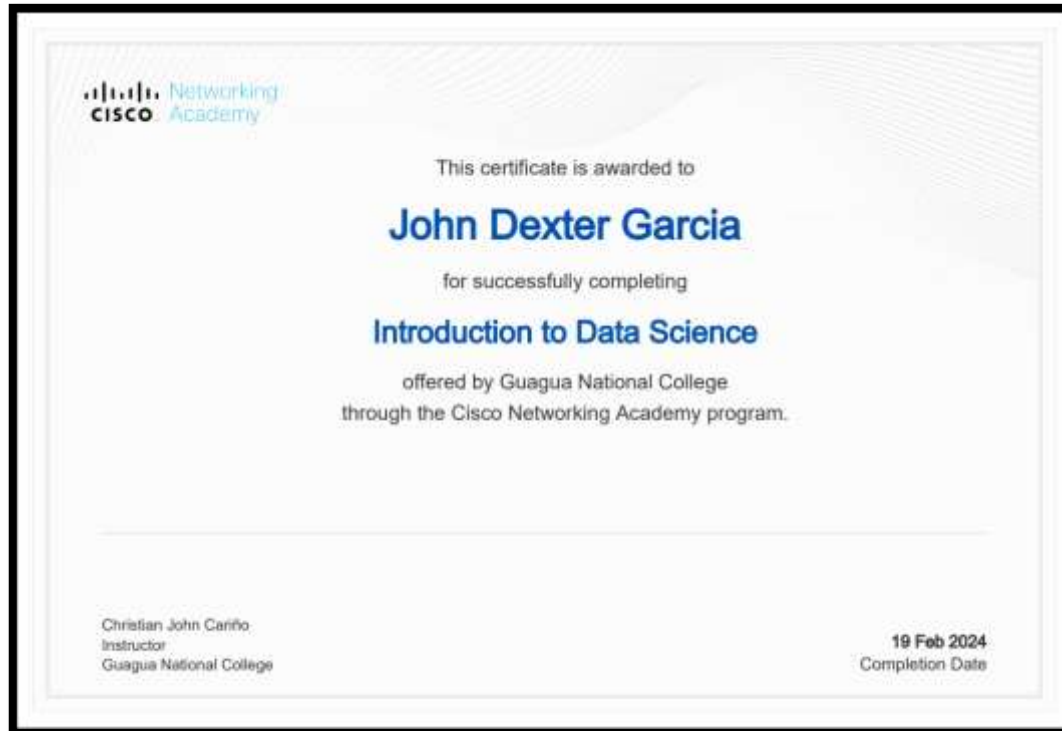 CISCO Networking Academy
This certificate is awarded to
John Dexter Garcia
for successfully completing
Introduction to Data Science
offered by Guagua National College
through the Cisco Networking Academy program.
Christian John Cariño
Instructor
Guagua National College
19 Feb 2024
Completion Date